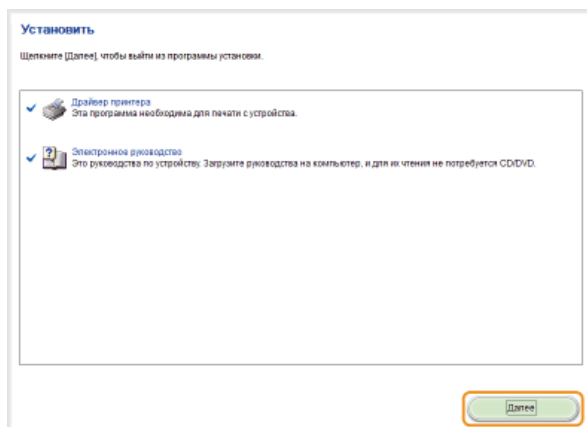 Установить
Щелкните [Далее], чтобы выйти из программы установки.
Драйвер принтера
Эта программа необходима для печати с устройства.
Электронное руководство
Это руководства по устройству. Загрузите руководства на компьютер, и для их чтения не потребуется CD/DVD.
Далее